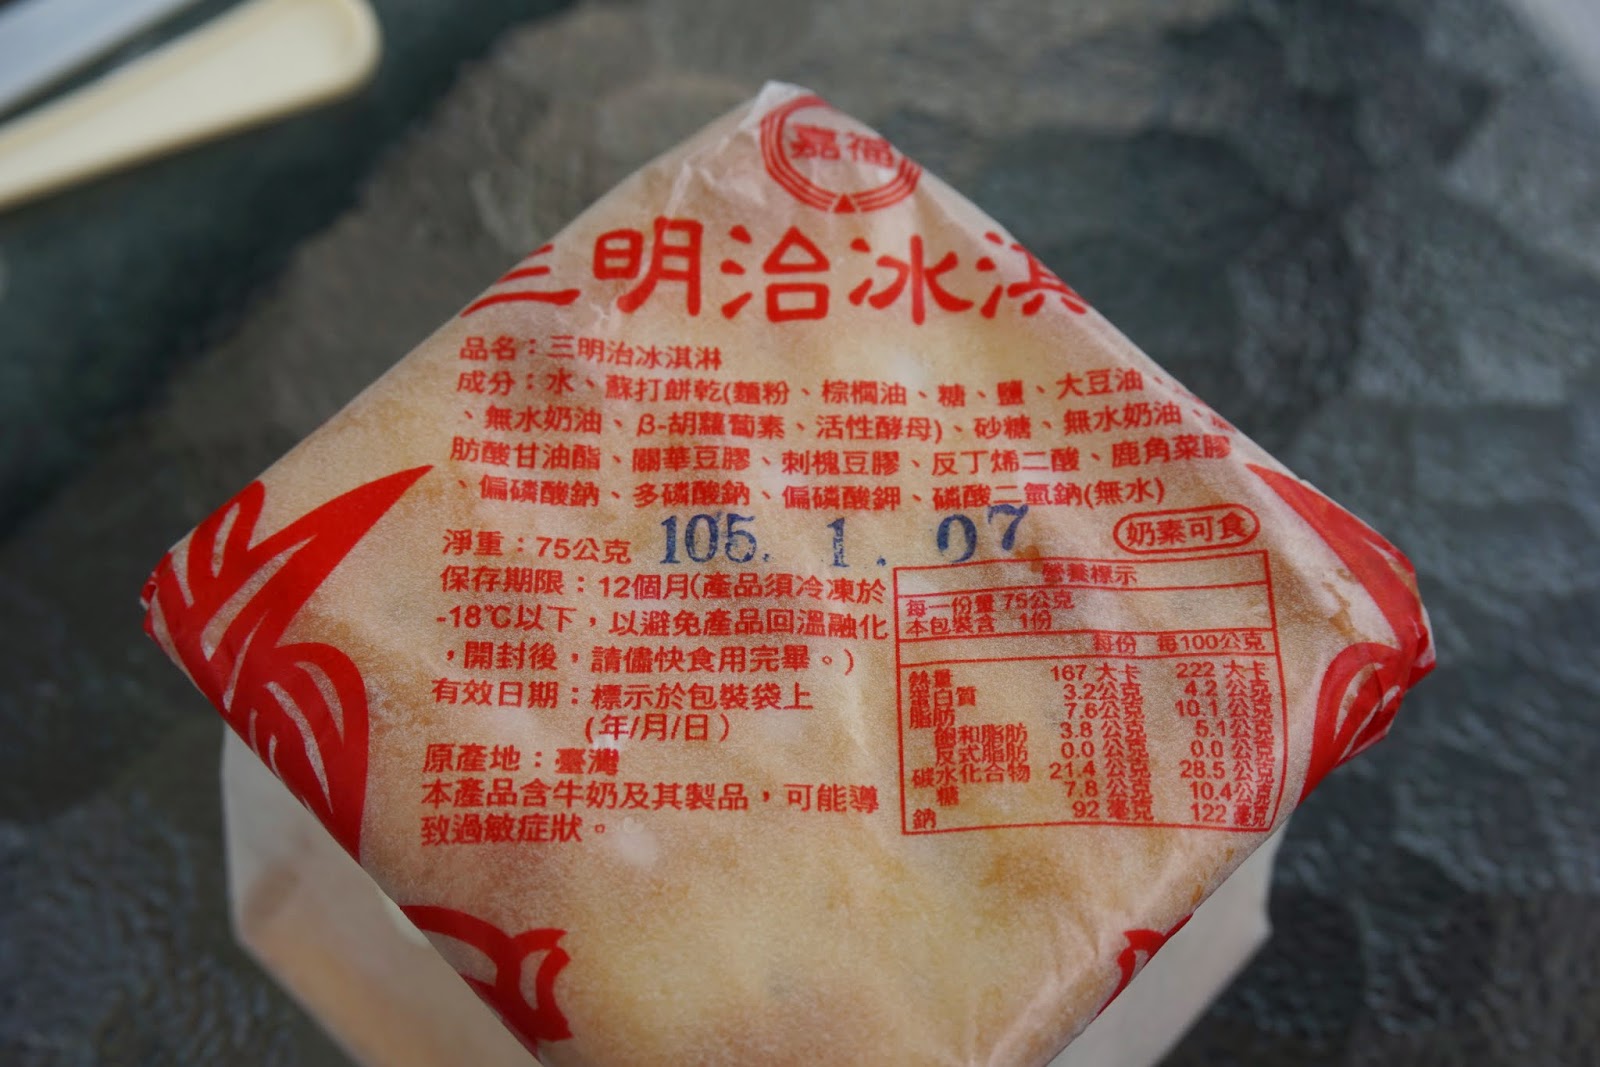 嘉福
三明治冰淇
品名：三明治冰淇淋
成分：水、蘇打餅乾(麵粉、棕櫚油、糖、鹽、大豆油、
、無水奶油、β-胡蘿蔔素、活性酵母)、砂糖、無水奶油、
肪酸甘油酯、關華豆膠、刺槐豆膠、反丁烯二酸、鹿角菜膠
、偏磷酸鈉、多磷酸鈉、偏磷酸鉀、磷酸二氫鈉(無水)
淨重：75公克 105. 1. 07
奶素可食
保存期限：12個月(產品須冷凍於
-18℃以下，以避免產品回溫融化
，開封後，請儘快食用完畢。)
有效日期：標示於包裝袋上
(年/月/日)
原產地：臺灣
本產品含牛奶及其製品，可能導
致過敏症狀。
營養標示
每一份量 75公克
本包裝含 1份
每份 每100公克
熱量 167 大卡 222 大卡
蛋白質 3.2公克 4.2 公克
脂肪 7.6公克 10.1公克
飽和脂肪 3.8 公克 5.1公克
反式脂肪 0.0 公克 0.0 公克
碳水化合物 21.4 公克 28.5 公克
糖 7.8 公克 10.4公克
鈉 92 毫克 122 毫克